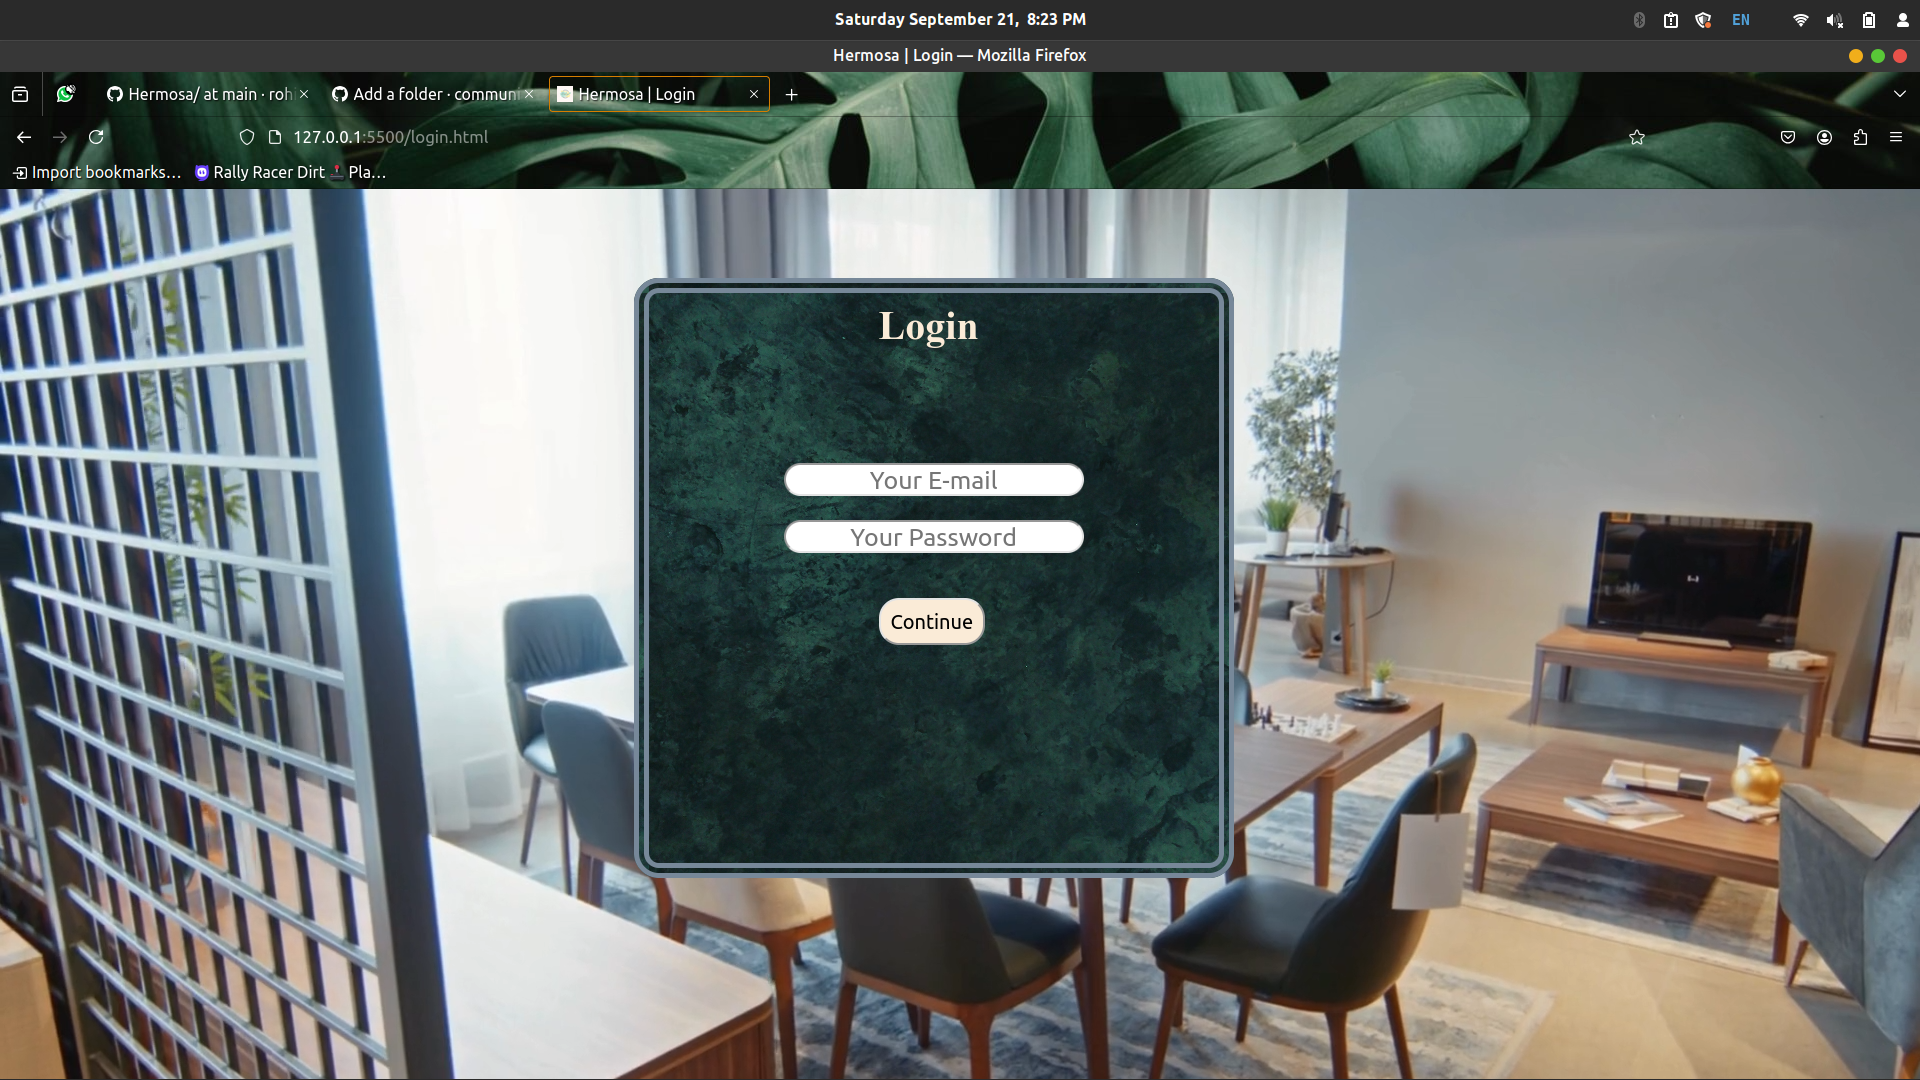 Saturday September 21,  8:23 PM
EN
Hermosa | Login — Mozilla Firefox
Hermosa/ at main · roh
Add a folder · commun
Hermosa | Login
127.0.0.1:5500/login.html
Import bookmarks...
Rally Racer Dirt 🕹️ Pla...
Login
Your E-mail
Your Password
Continue